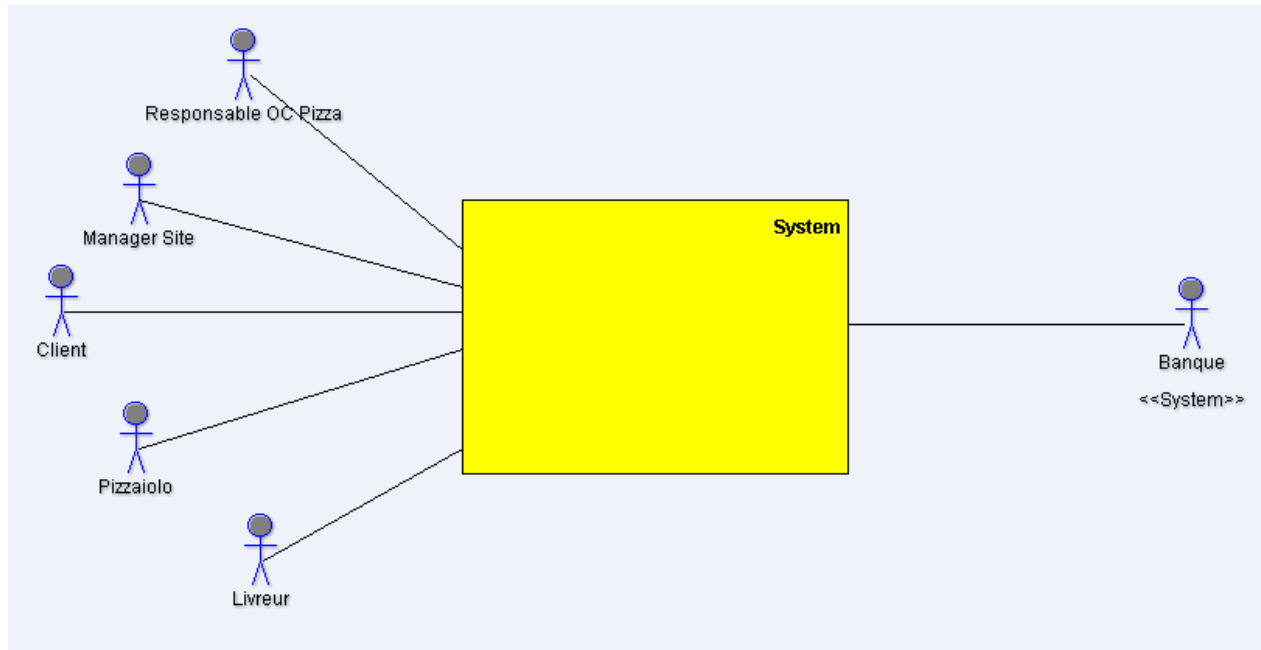 Responsable OC Pizza
Manager Site
System
Client
Banque
<<System>>
Pizzaiolo
Livreur